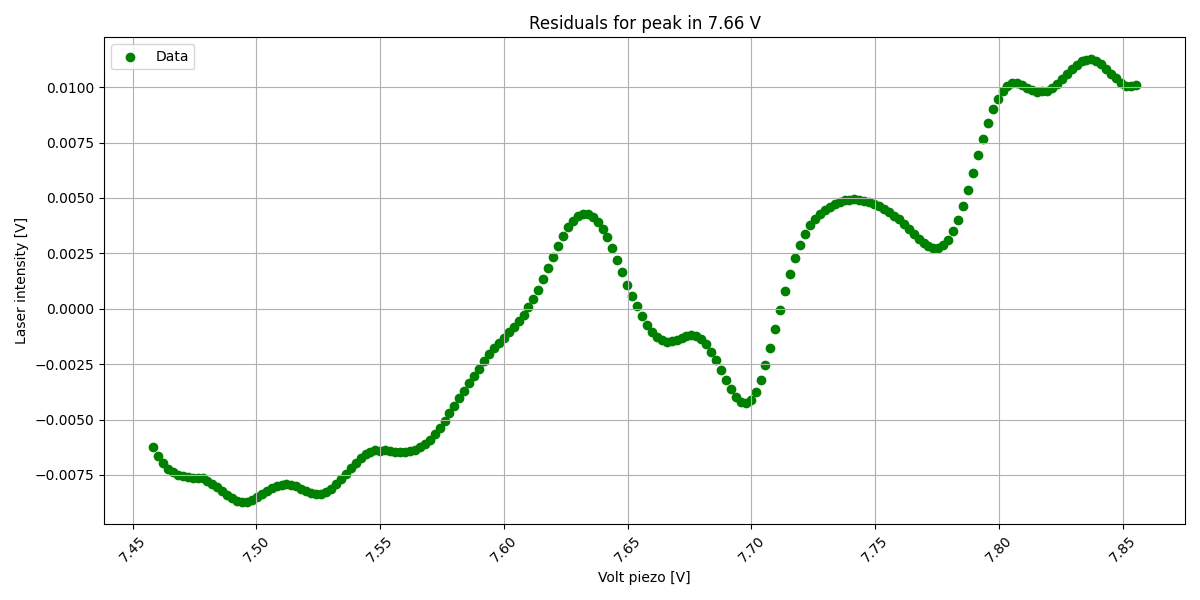 Residuals for peak in 7.66 V
Data
Laser intensity [V]
0.0100
0.0075
0.0050
0.0025
0.0000
−0.0025
−0.0050
−0.0075
7.45 7.50 7.55 7.60 7.65 7.70 7.75 7.80 7.85
Volt piezo [V]